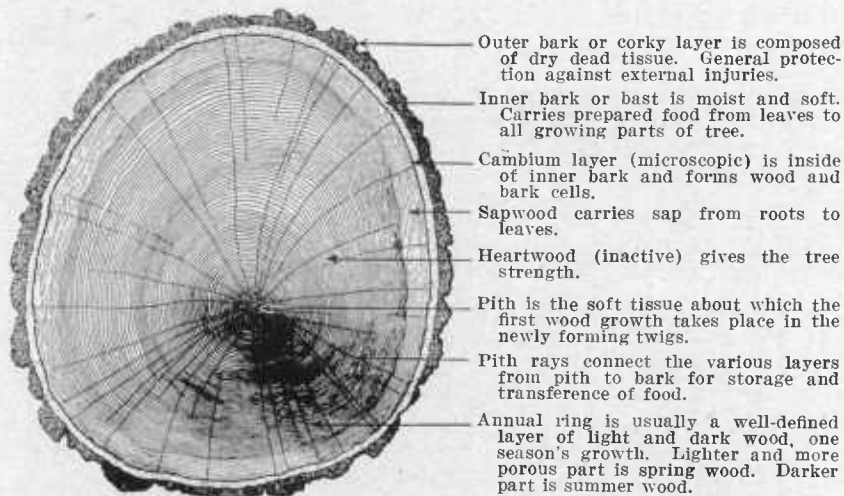 Outer bark or corky layer is composed
of dry dead tissue. General protec-
tion against external injuries.
Inner bark or bast is moist and soft.
Carries prepared food from leaves to
all growing parts of tree.
Cambium layer (microscopic) is inside
of inner bark and forms wood and
bark cells.
Sapwood carries sap from roots to
leaves.
Heartwood (inactive) gives the tree
strength.
Pith is the soft tissue about which the
first wood growth takes place in the
newly forming twigs.
Pith rays connect the various layers
from pith to bark for storage and
transference of food.
Annual ring is usually a well-defined
layer of light and dark wood, one
season's growth. Lighter and more
porous part is spring wood. Darker
part is summer wood.